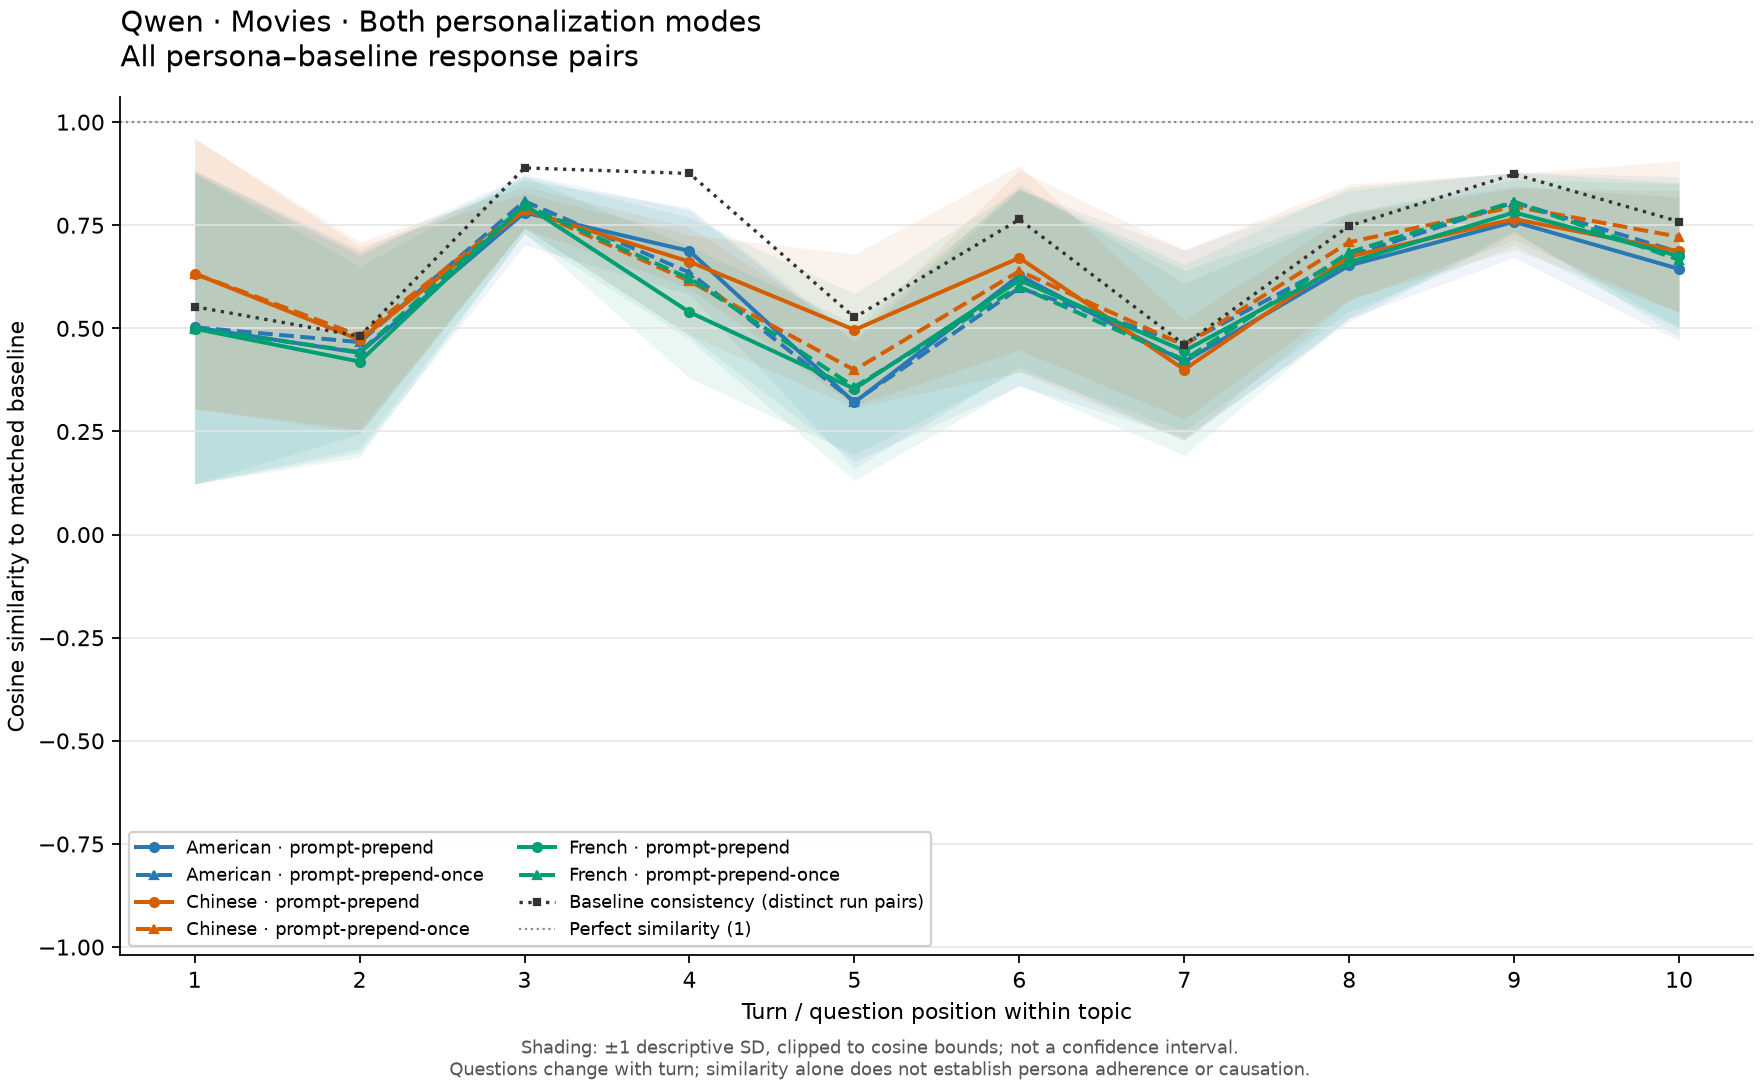 Qwen · Movies · Both personalization modes
All persona–baseline response pairs
Cosine similarity to matched baseline
1.00
0.75
0.50
0.25
0.00
−0.25
−0.50
−0.75
−1.00
American · prompt-prepend
American · prompt-prepend-once
Chinese · prompt-prepend
Chinese · prompt-prepend-once
French · prompt-prepend
French · prompt-prepend-once
Baseline consistency (distinct run pairs)
Perfect similarity (1)
1 2 3 4 5 6 7 8 9 10
Turn / question position within topic
Shading: ±1 descriptive SD, clipped to cosine bounds; not a confidence interval.
Questions change with turn; similarity alone does not establish persona adherence or causation.